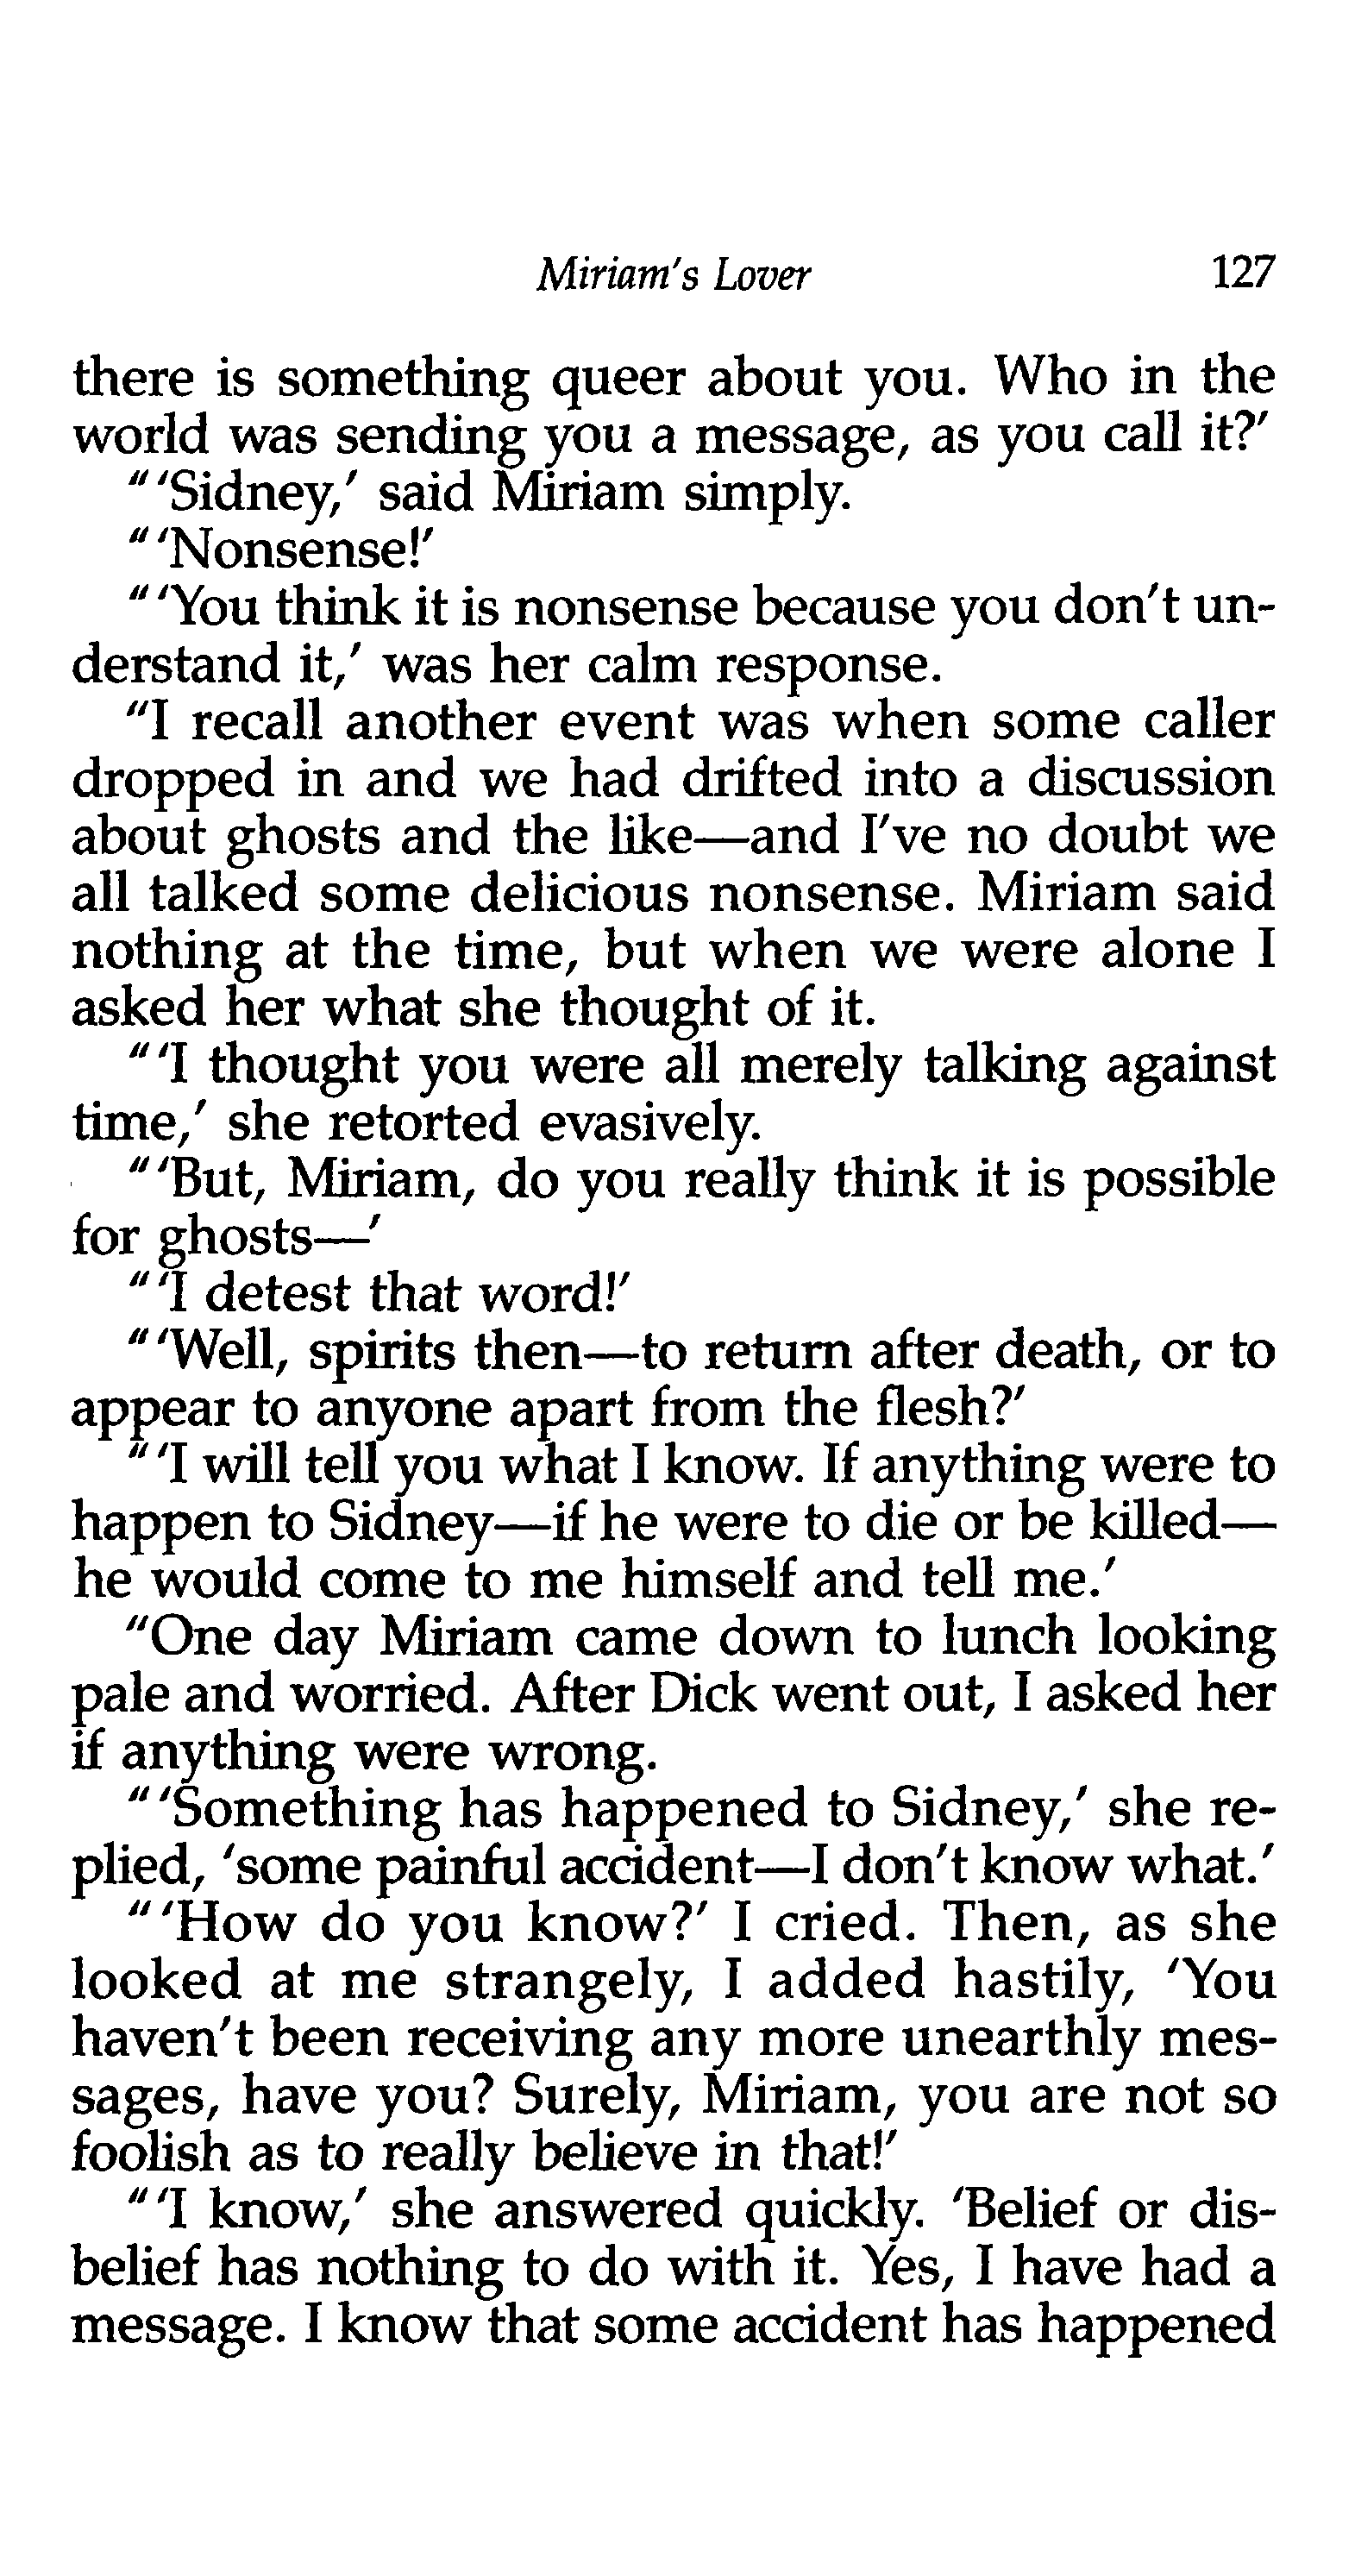 Miriam's Lover 127
there is something queer about you. Who in the
world was sending you a message, as you call it?'
"'Sidney,' said Miriam simply.
"'Nonsense!'
"'You think it is nonsense because you don't un-
derstand it,' was her calm response.
"I recall another event was when some caller
dropped in and we had drifted into a discussion
about ghosts and the like—and I've no doubt we
all talked some delicious nonsense. Miriam said
nothing at the time, but when we were alone I
asked her what she thought of it.
"'I thought you were all merely talking against
time,' she retorted evasively.
"'But, Miriam, do you really think it is possible
for ghosts—'
"'I detest that word!'
"'Well, spirits then—to return after death, or to
appear to anyone apart from the flesh?'
"'I will tell you what I know. If anything were to
happen to Sidney—if he were to die or be killed—
he would come to me himself and tell me.'
"One day Miriam came down to lunch looking
pale and worried. After Dick went out, I asked her
if anything were wrong.
"'Something has happened to Sidney,' she re-
plied, 'some painful accident—I don't know what.'
"'How do you know?' I cried. Then, as she
looked at me strangely, I added hastily, 'You
haven't been receiving any more unearthly mes-
sages, have you? Surely, Miriam, you are not so
foolish as to really believe in that!'
"'I know,' she answered quickly. 'Belief or dis-
belief has nothing to do with it. Yes, I have had a
message. I know that some accident has happened